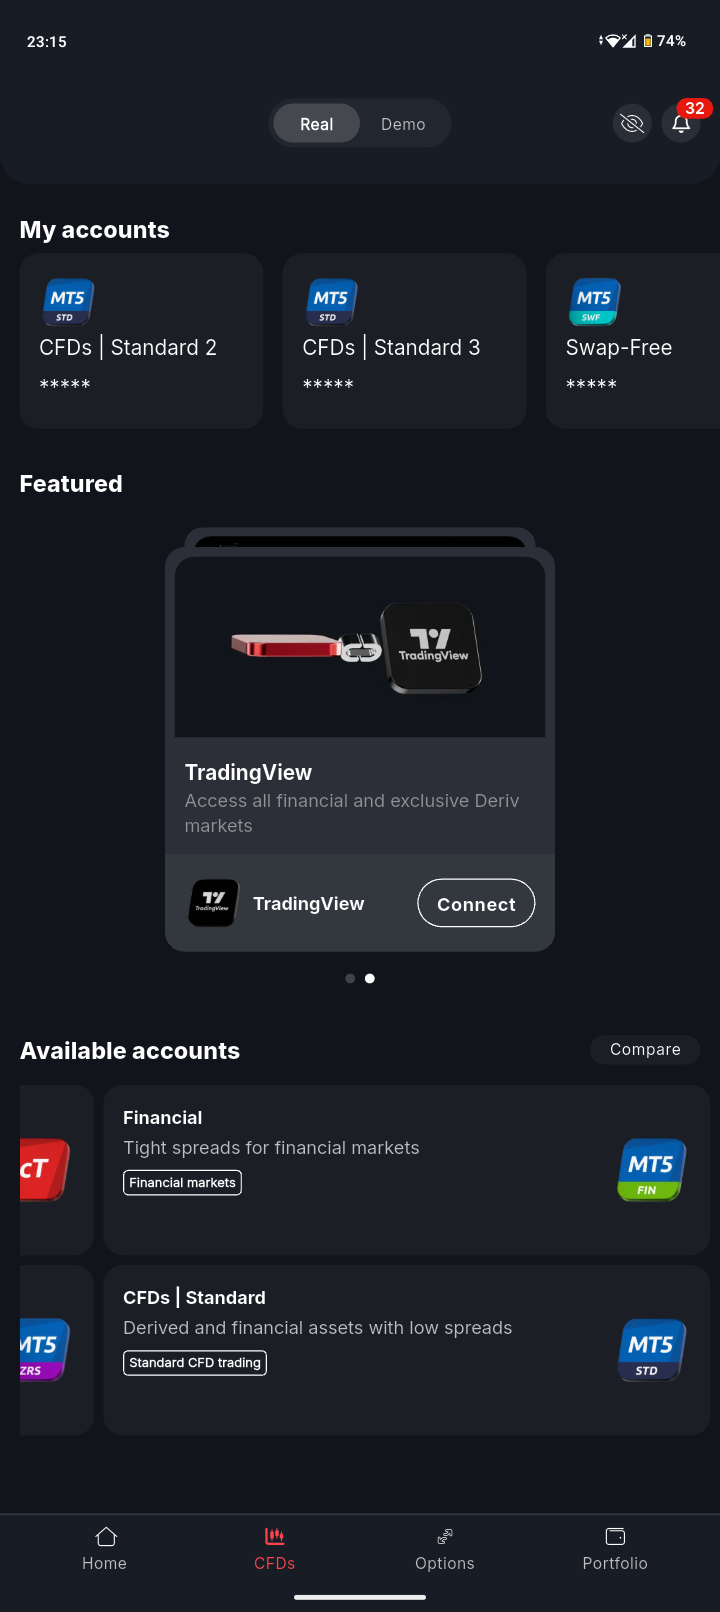 23:15
74%
Real
Demo
32
My accounts
MT5
STD
CFDs | Standard 2
*****
MT5
STD
CFDs | Standard 3
*****
MT5
SWF
Swap-Free
*****
Featured
TradingView
TradingView
Access all financial and exclusive Deriv
markets
TradingView
TradingView
Connect
Available accounts
Compare
cT
Financial
Tight spreads for financial markets
Financial markets
MT5
FIN
MT5
ZRS
CFDs | Standard
Derived and financial assets with low spreads
Standard CFD trading
MT5
STD
Home
CFDs
Options
Portfolio